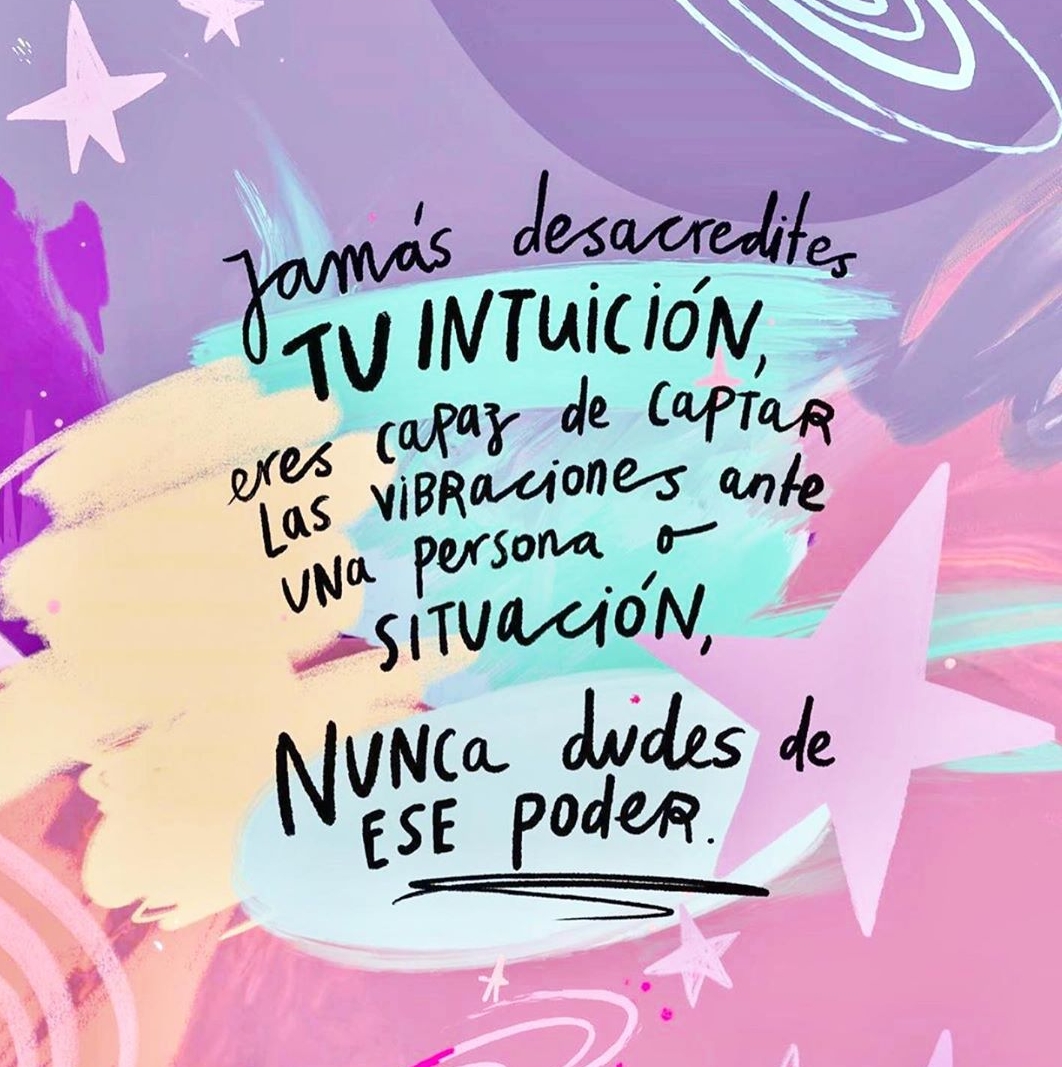 Jamás desacredites
TU INTUICIÓN,
eres capaz de CAPTAR
Las VIBRaciones ante
UNa persona o
SITUaCIÓN,
NUNCa dudes de
ESE podeR.